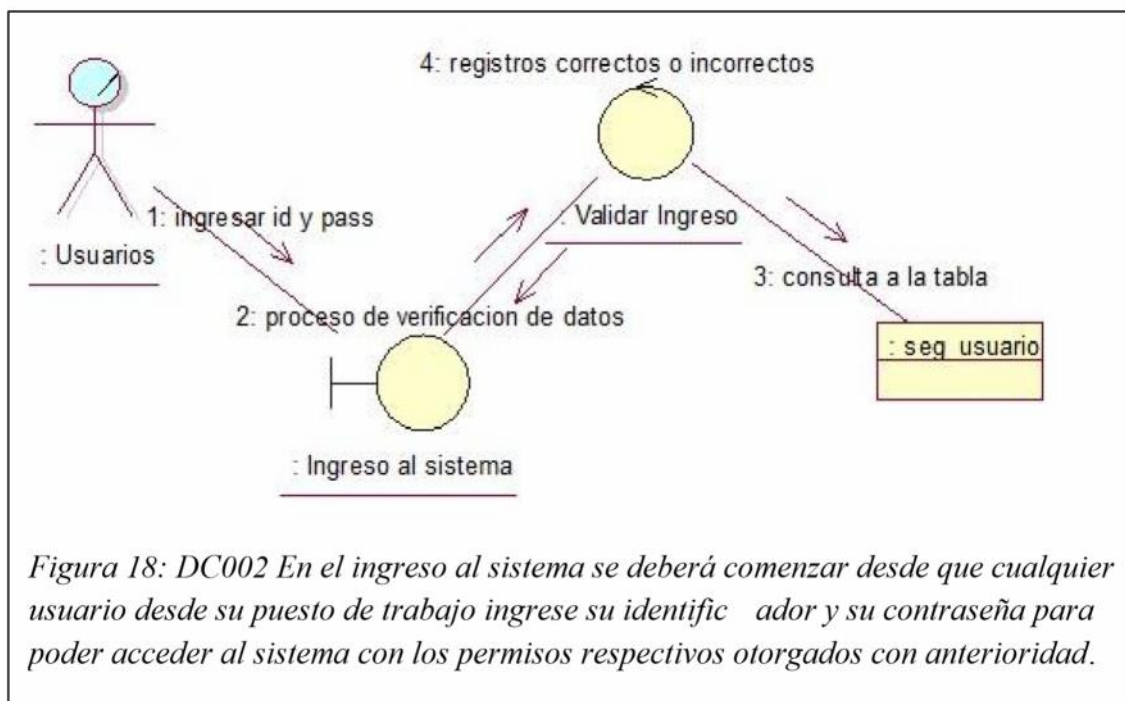 4: registros correctos o incorrectos
1: ingresar id y pass
: Usuarios
: Validar Ingreso
3: consulta a la tabla
2: proceso de verificacion de datos
: seg_usuario
: Ingreso al sistema
Figura 18: DC002 En el ingreso al sistema se deberá comenzar desde que cualquier
usuario desde su puesto de trabajo ingrese su identific ador y su contraseña para
poder acceder al sistema con los permisos respectivos otorgados con anterioridad.